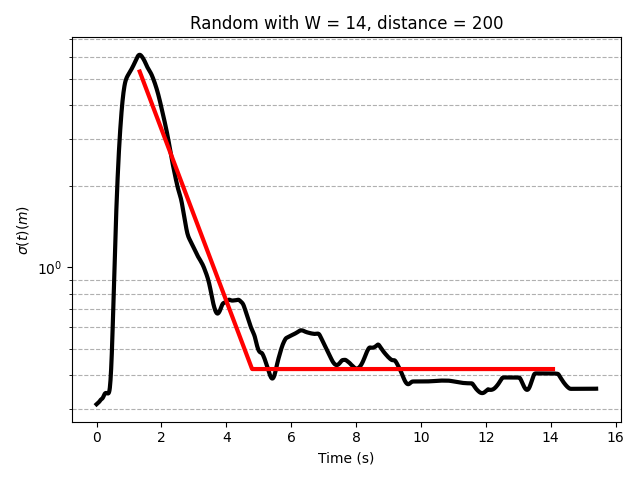 Random with W = 14, distance = 200
σ(t)(m)
10⁰
0 2 4 6 8 10 12 14 16
Time (s)